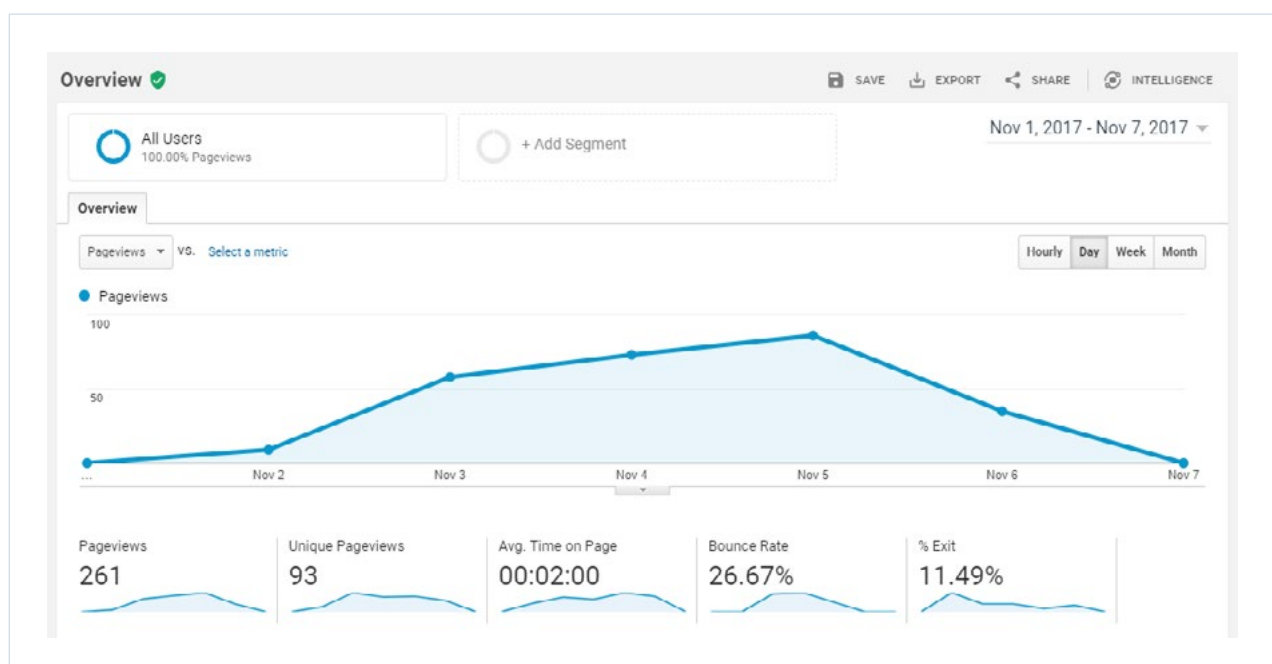 Overview
SAVE EXPORT SHARE INTELLIGENCE
All Users
100.00% Pageviews
+ Add Segment
Nov 1, 2017 - Nov 7, 2017
Overview
Pageviews VS. Select a metric
Hourly Day Week Month
Pageviews
100
50
... Nov 2 Nov 3 Nov 4 Nov 5 Nov 6 Nov 7
Pageviews Unique Pageviews Avg. Time on Page Bounce Rate % Exit
261 93 00:02:00 26.67% 11.49%